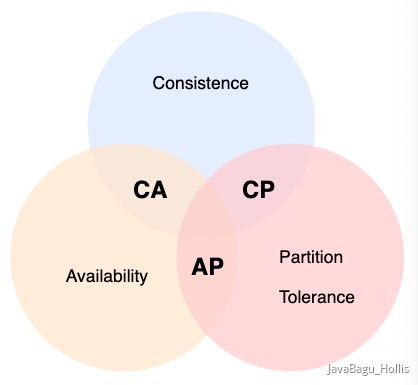 Consistence
CA
CP
AP
Availability
Partition
Tolerance
JavaBagu_Hollis